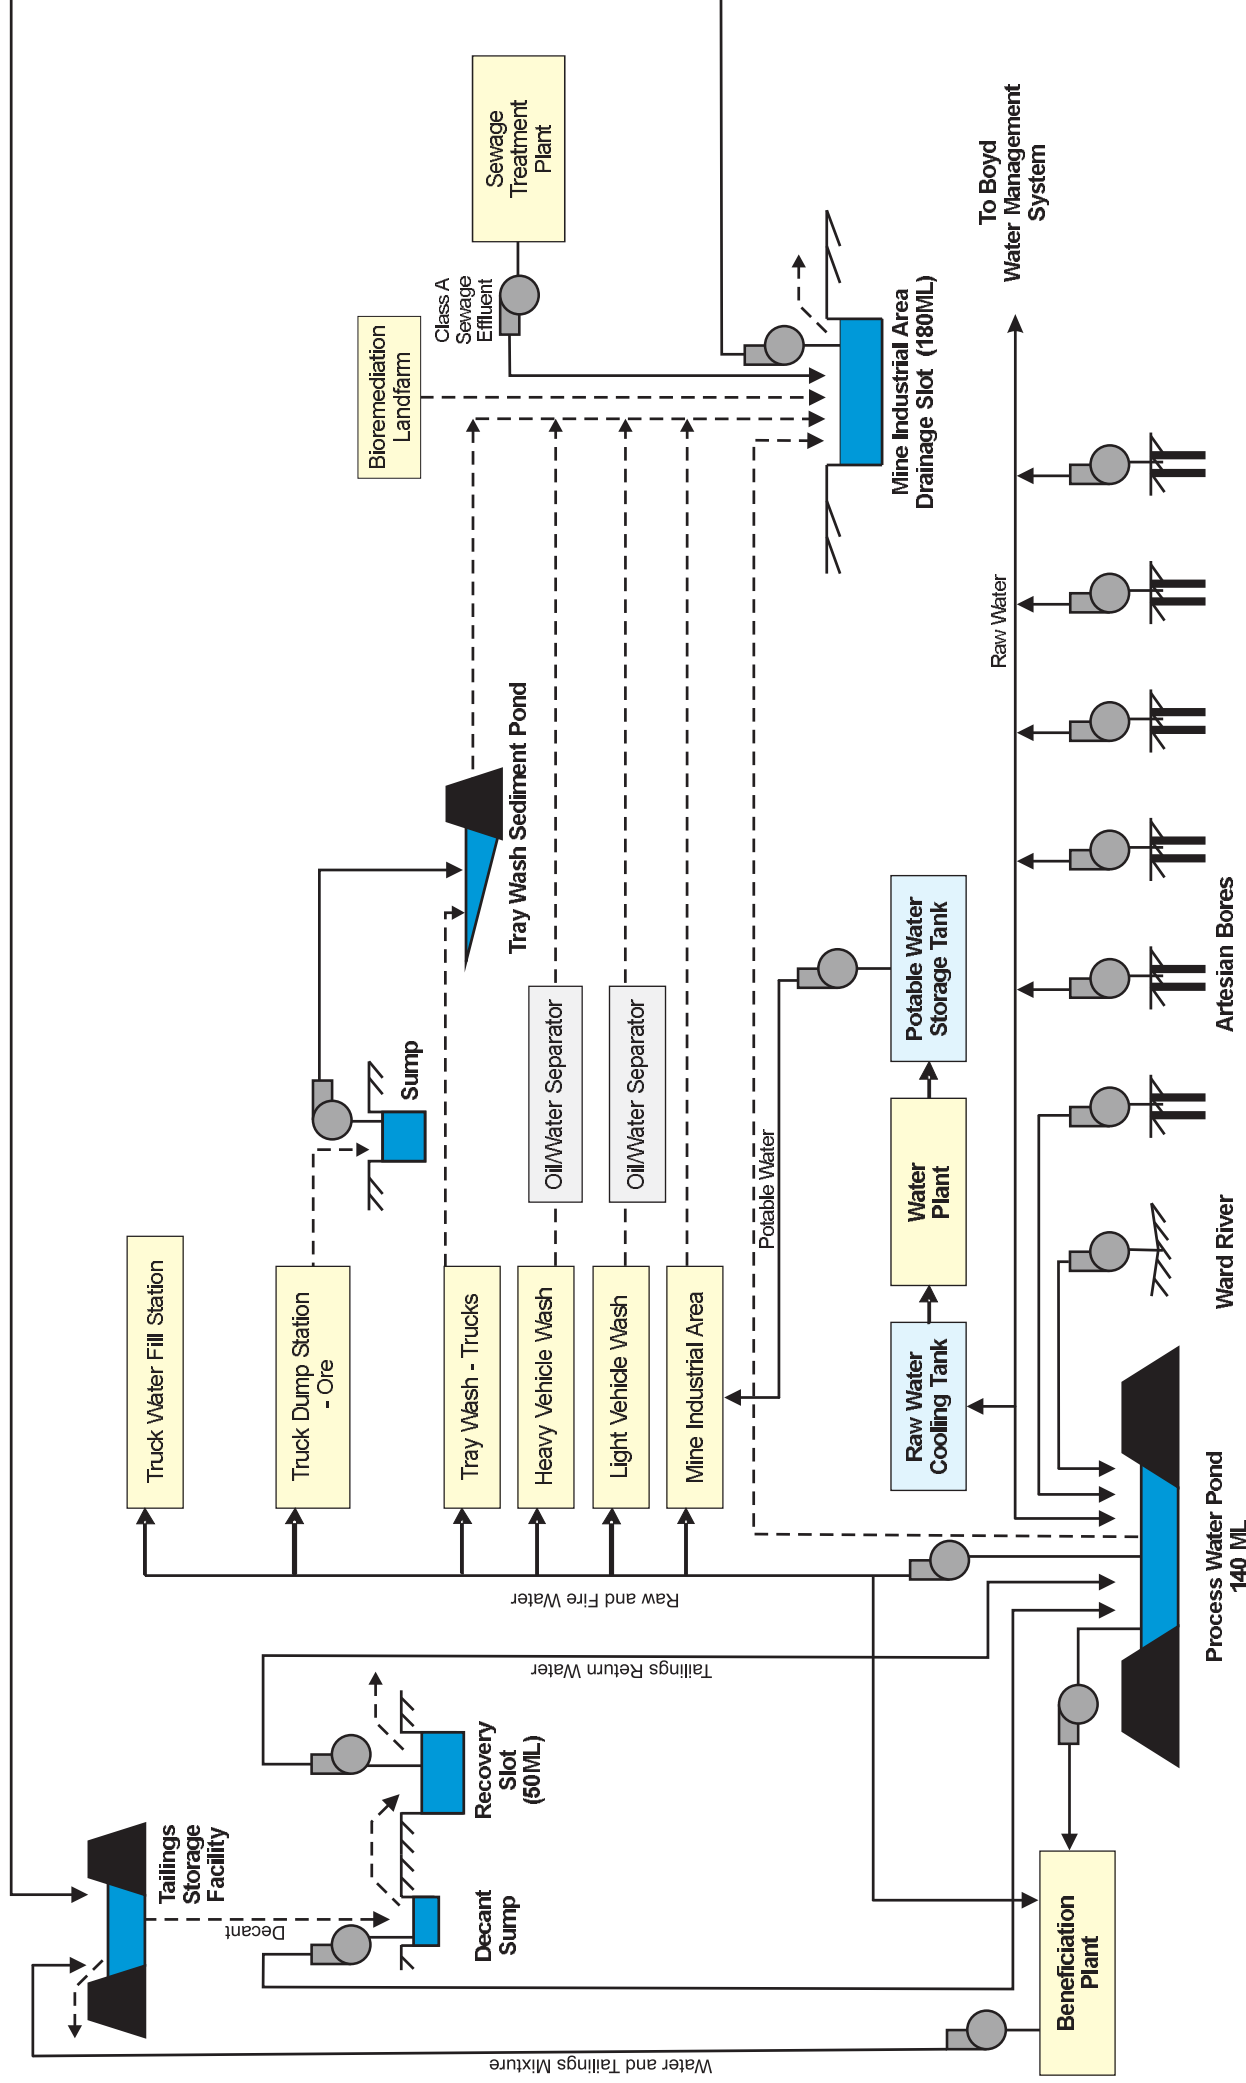 Tailings
Storage
Facility
Decant
Decant
Sump
Recovery
Slot
(50ML)
Water and Tailings Mixture
Tailings Return Water
Raw and Fire Water
Beneficiation
Plant
Process Water Pond
140 ML
Truck Water Fill Station
Truck Dump Station
- Ore
Tray Wash - Trucks
Heavy Vehicle Wash
Light Vehicle Wash
Mine Industrial Area
Sump
Oil/Water Separator
Oil/Water Separator
Tray Wash Sediment Pond
Potable Water
Raw Water
Cooling Tank
Water
Plant
Potable Water
Storage Tank
Ward River
Artesian Bores
Raw Water
Bioremediation
Landfarm
Class A
Sewage
Effluent
Sewage
Treatment
Plant
Mine Industrial Area
Drainage Slot (180ML)
To Boyd
Water Management
System